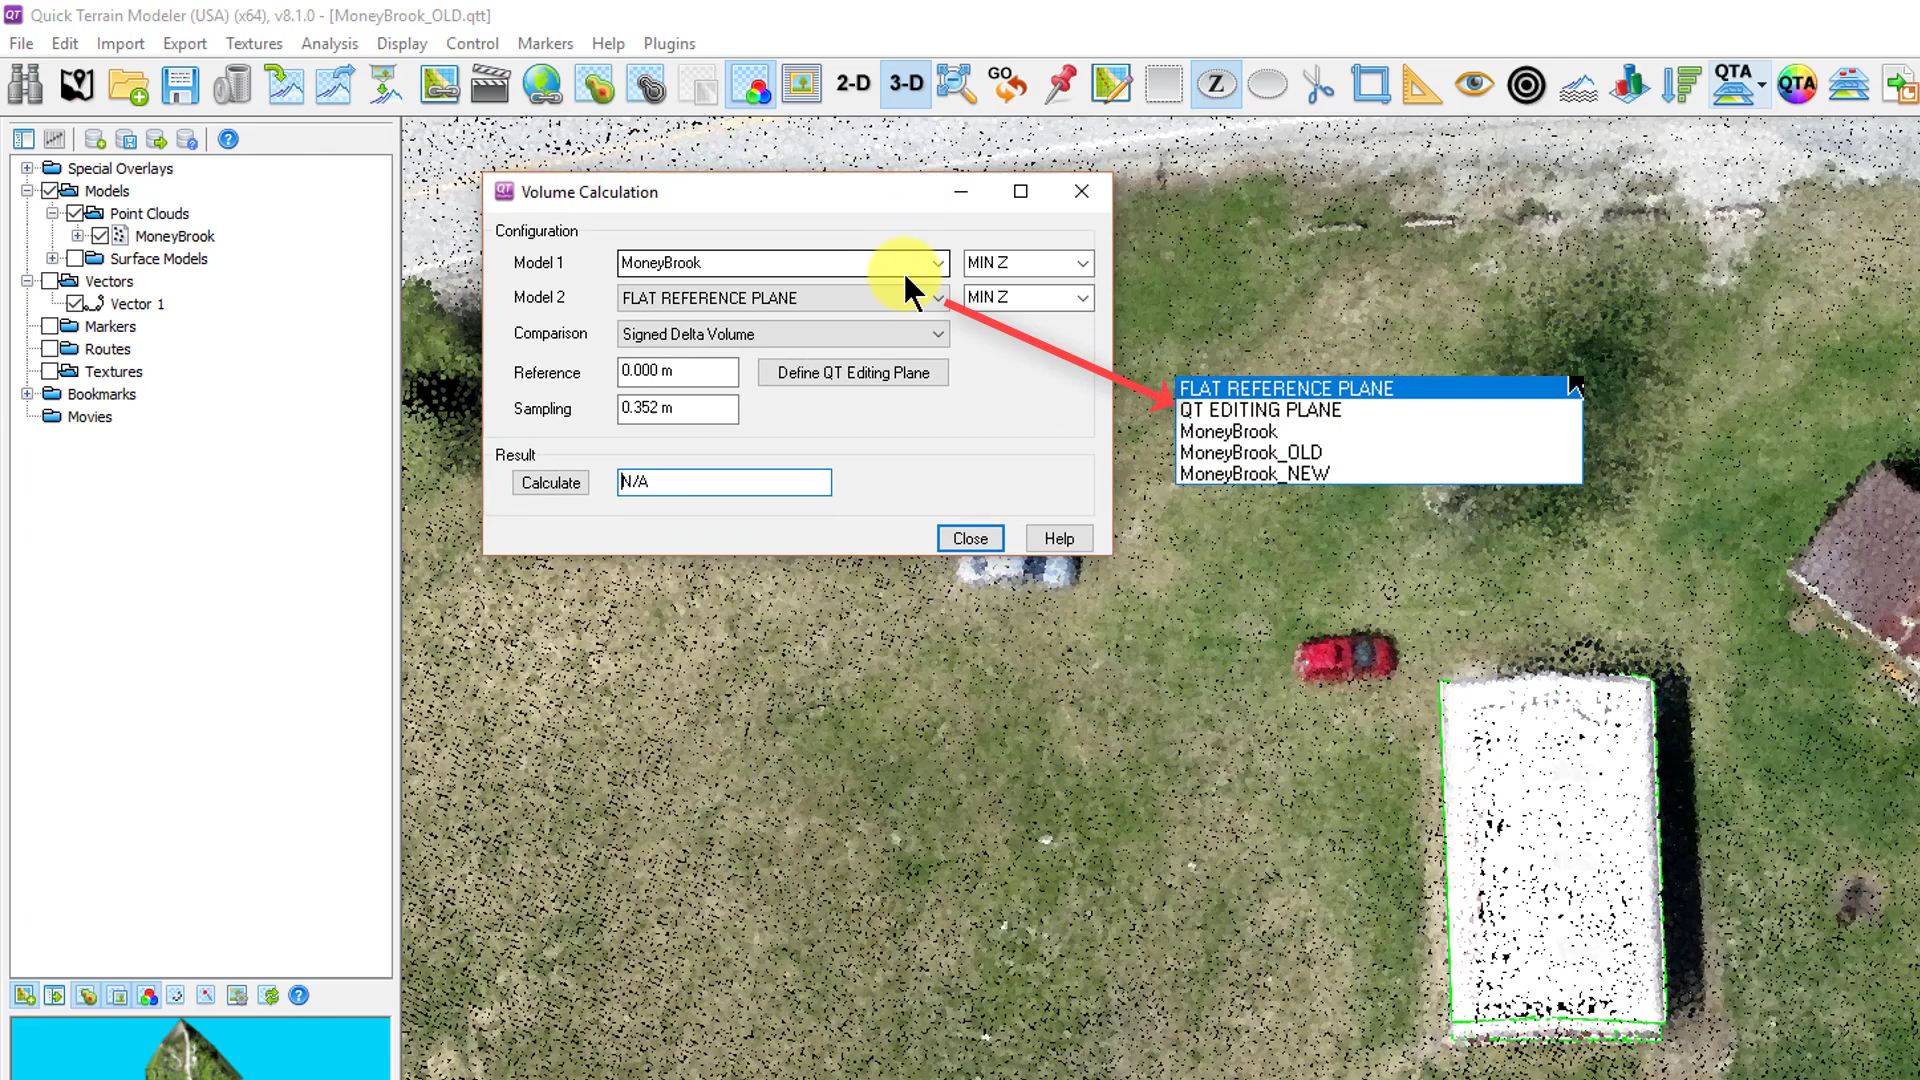 QT Quick Terrain Modeler (USA) (x64), v8.1.0 - [MoneyBrook_OLD.qtt]
File Edit Import Export Textures Analysis Display Control Markers Help Plugins
2-D 3-D GO Z QTA QTA
Special Overlays
Models
Point Clouds
MoneyBrook
Surface Models
Vectors
Vector 1
Markers
Routes
Textures
Bookmarks
Movies
QT Volume Calculation
Configuration
Model 1 MoneyBrook MIN Z
Model 2 FLAT REFERENCE PLANE MIN Z
Comparison Signed Delta Volume
Reference 0.000 m Define QT Editing Plane
Sampling 0.352 m
Result
Calculate N/A
Close Help
FLAT REFERENCE PLANE
QT EDITING PLANE
MoneyBrook
MoneyBrook_OLD
MoneyBrook_NEW